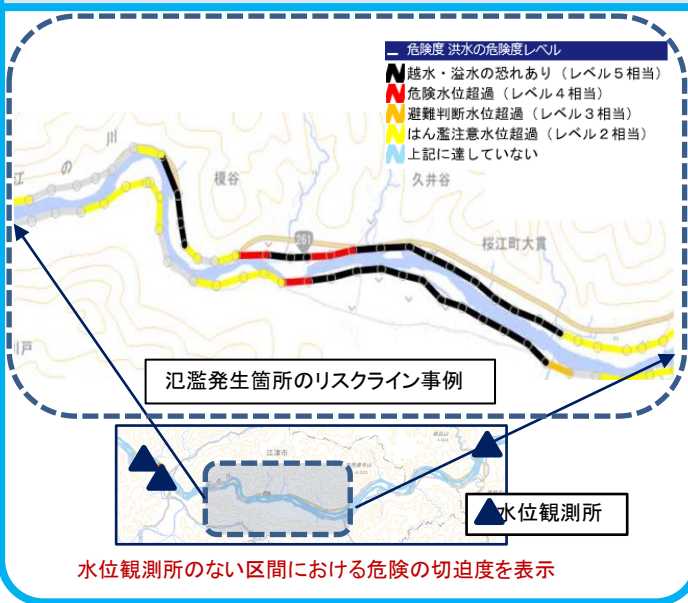 危険度 洪水の危険度レベル
越水・溢水の恐れあり（レベル５相当）
危険水位超過（レベル４相当）
避難判断水位超過（レベル３相当）
はん濫注意水位超過（レベル２相当）
上記に達していない
江の川
榎谷
久井谷
261
桜江町大貫
川戸
氾濫発生箇所のリスクライン事例
江津市
水位観測所
水位観測所のない区間における危険の切迫度を表示